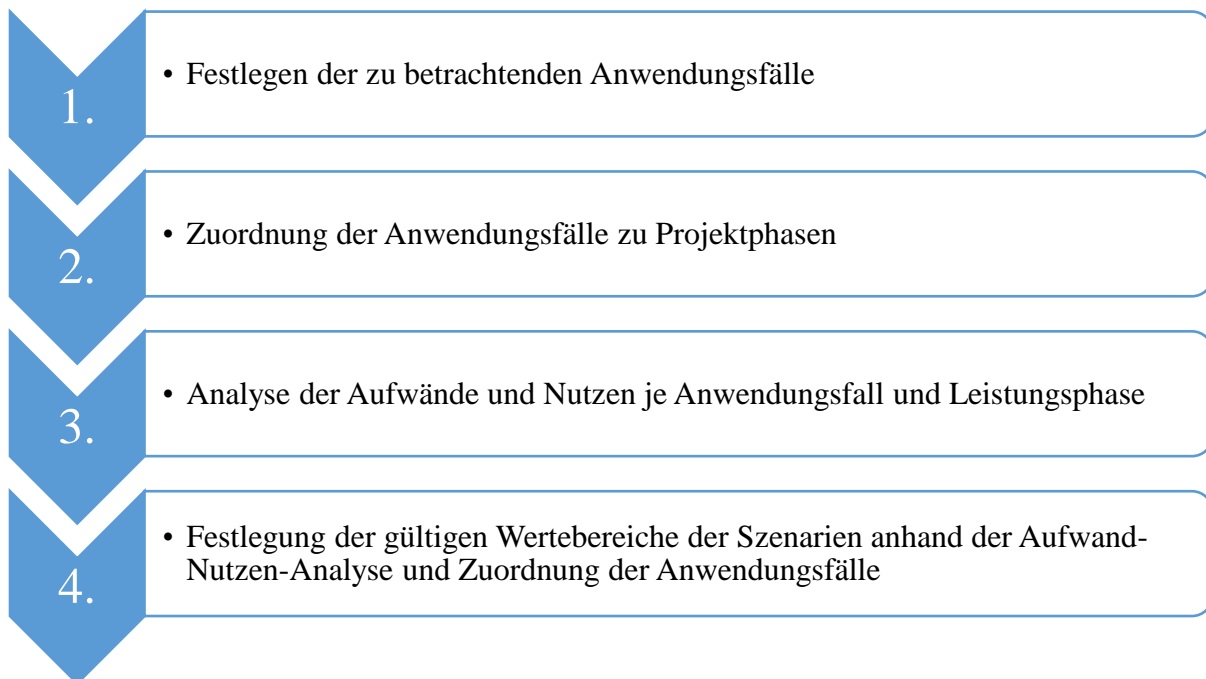 1.
• Festlegen der zu betrachtenden Anwendungsfälle
2.
• Zuordnung der Anwendungsfälle zu Projektphasen
3.
• Analyse der Aufwände und Nutzen je Anwendungsfall und Leistungsphase
4.
• Festlegung der gültigen Wertebereiche der Szenarien anhand der Aufwand-
Nutzen-Analyse und Zuordnung der Anwendungsfälle